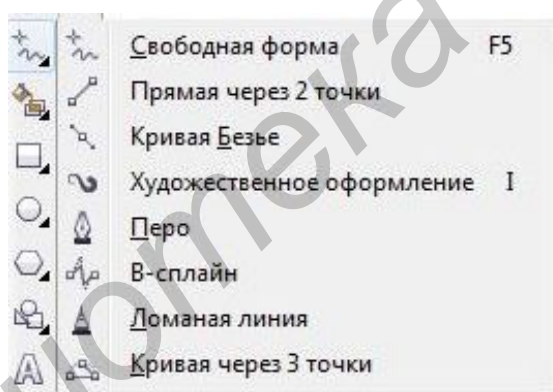 Свободная форма F5
Прямая через 2 точки
Кривая Безье
Художественное оформление I
Перо
В-сплайн
Ломаная линия
Кривая через 3 точки